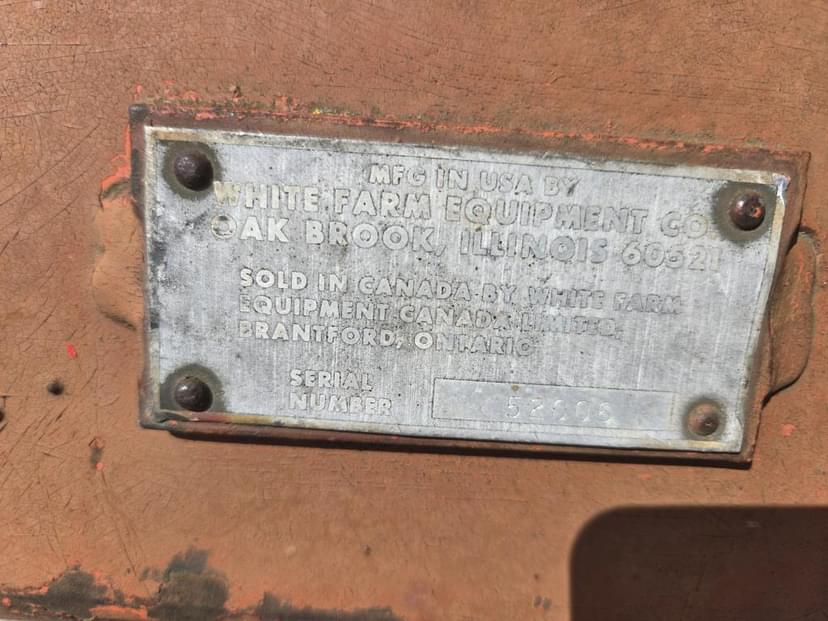 MFG IN USA BY
WHITE FARM EQUIPMENT CO.
OAK BROOK, ILLINOIS 60521
SOLD IN CANADA BY WHITE FARM
EQUIPMENT CANADA LIMITED,
BRANTFORD, ONTARIO
SERIAL
NUMBER